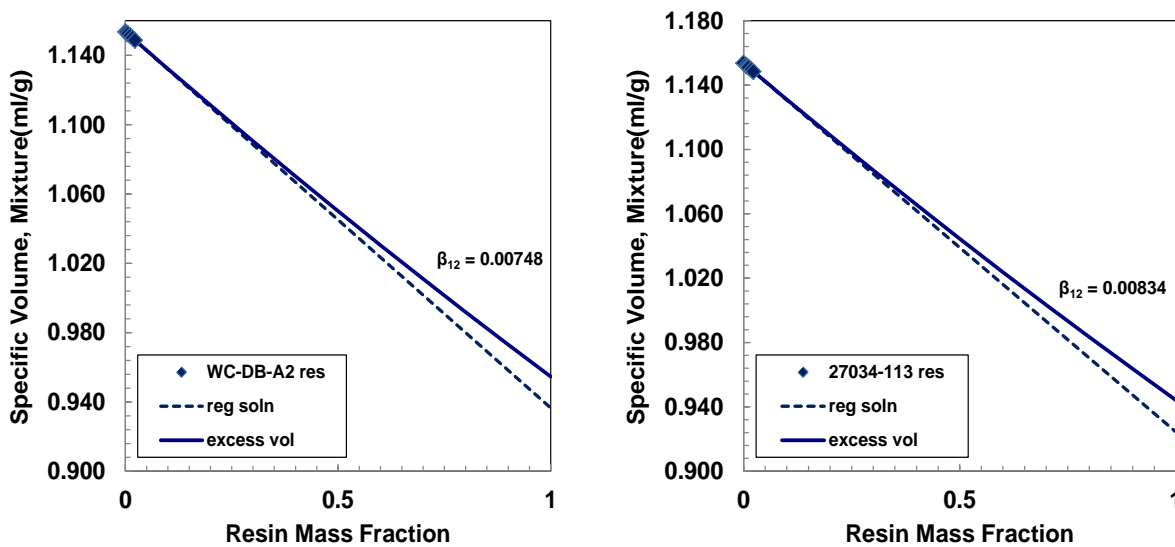 Specific Volume, Mixture(ml/g)
1.140
1.100
1.060
1.020
0.980
0.940
0.900
β12 = 0.00748
WC-DB-A2 res
reg soln
excess vol
0
0.5
1
Resin Mass Fraction
Specific Volume, Mixture(ml/g)
1.180
1.140
1.100
1.060
1.020
0.980
0.940
0.900
β12 = 0.00834
27034-113 res
reg soln
excess vol
0
0.5
1
Resin Mass Fraction